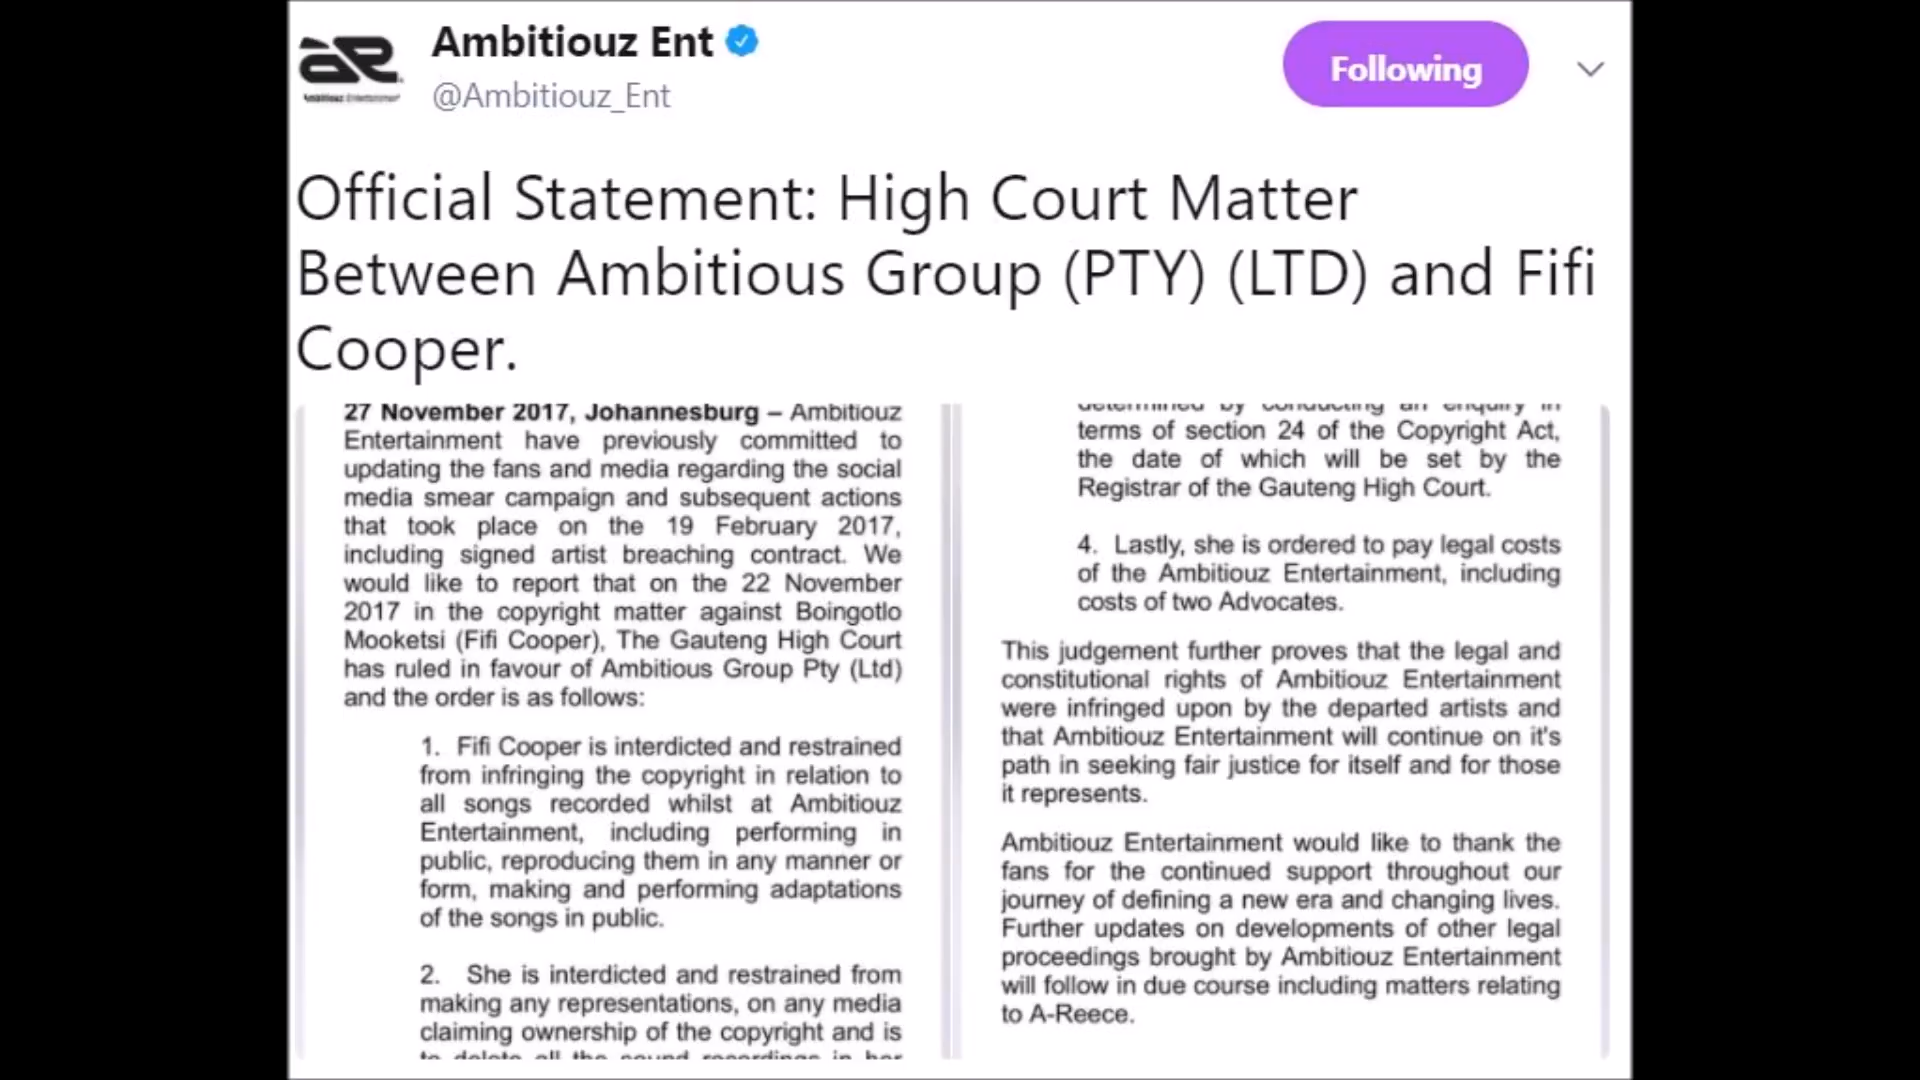 Ambitiouz Ent
@Ambitiouz_Ent
Following
Official Statement: High Court Matter
Between Ambitious Group (PTY) (LTD) and Fifi
Cooper.
27 November 2017, Johannesburg – Ambitiouz
Entertainment have previously committed to
updating the fans and media regarding the social
media smear campaign and subsequent actions
that took place on the 19 February 2017,
including signed artist breaching contract. We
would like to report that on the 22 November
2017 in the copyright matter against Boingotlo
Mooketsi (Fifi Cooper), The Gauteng High Court
has ruled in favour of Ambitious Group Pty (Ltd)
and the order is as follows:
1. Fifi Cooper is interdicted and restrained
from infringing the copyright in relation to
all songs recorded whilst at Ambitiouz
Entertainment, including performing in
public, reproducing them in any manner or
form, making and performing adaptations
of the songs in public.
2. She is interdicted and restrained from
making any representations, on any media
claiming ownership of the copyright and is
to delete all the sound recordings in her
determined by conducting an enquiry in
terms of section 24 of the Copyright Act,
the date of which will be set by the
Registrar of the Gauteng High Court.
4. Lastly, she is ordered to pay legal costs
of the Ambitiouz Entertainment, including
costs of two Advocates.
This judgement further proves that the legal and
constitutional rights of Ambitiouz Entertainment
were infringed upon by the departed artists and
that Ambitiouz Entertainment will continue on it's
path in seeking fair justice for itself and for those
it represents.
Ambitiouz Entertainment would like to thank the
fans for the continued support throughout our
journey of defining a new era and changing lives.
Further updates on developments of other legal
proceedings brought by Ambitiouz Entertainment
will follow in due course including matters relating
to A-Reece.